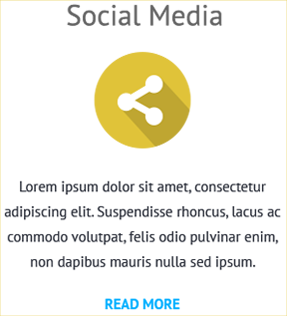 Social Media
Lorem ipsum dolor sit amet, consectetur
adipiscing elit. Suspendisse rhoncus, lacus ac
commodo volutpat, felis odio pulvinar enim,
non dapibus mauris nulla sed ipsum.
READ MORE